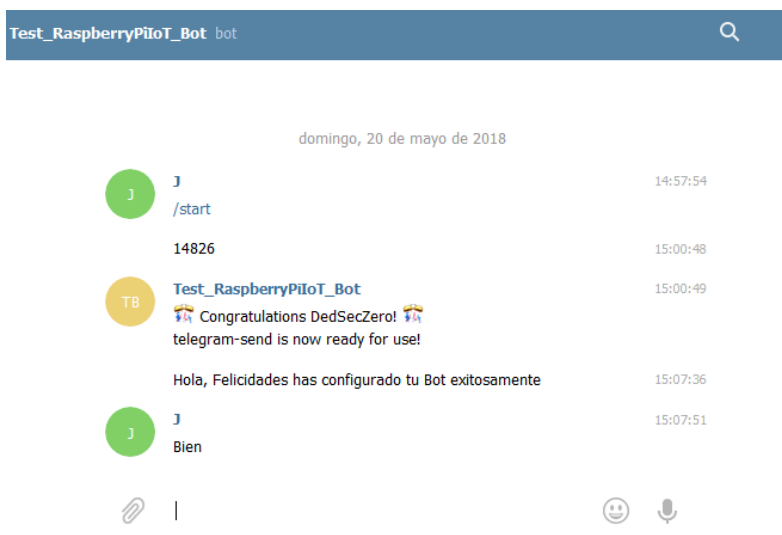 Test_RaspberryPiIoT_Bot bot
domingo, 20 de mayo de 2018
J
J 14:57:54
/start
14826 15:00:48
TB
Test_RaspberryPiIoT_Bot 15:00:49
Congratulations DedSecZero!
telegram-send is now ready for use!
Hola, Felicidades has configurado tu Bot exitosamente 15:07:36
J
J 15:07:51
Bien